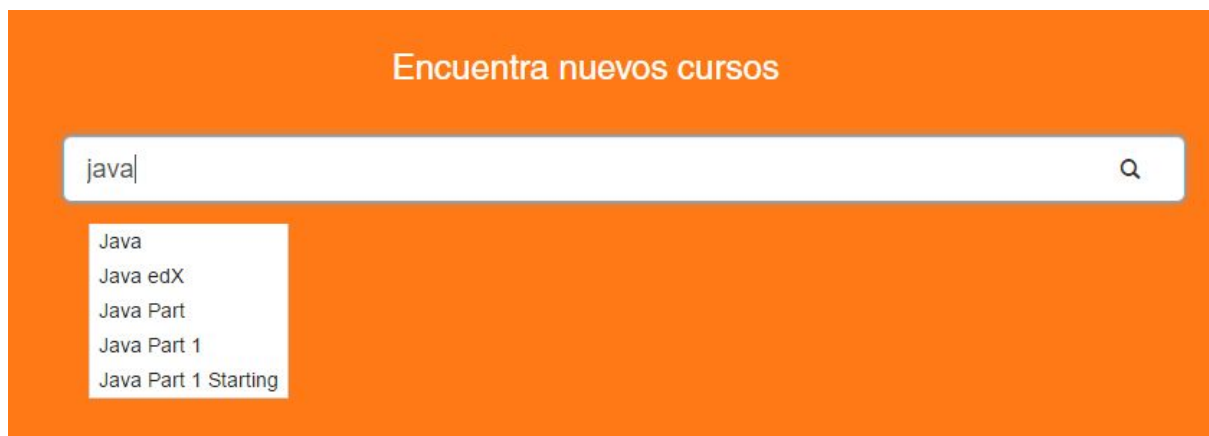 Encuentra nuevos cursos
java
Java
Java edX
Java Part
Java Part 1
Java Part 1 Starting